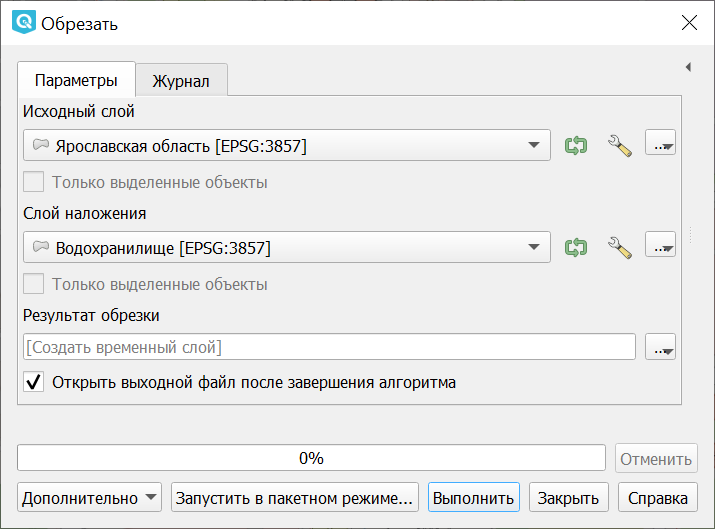 Обрезать
Параметры
Журнал
Исходный слой
Ярославская область [EPSG:3857]
...
Только выделенные объекты
Слой наложения
Водохранилище [EPSG:3857]
...
Только выделенные объекты
Результат обрезки
[Создать временный слой]
...
Открыть выходной файл после завершения алгоритма
0%
Отменить
Дополнительно
Запустить в пакетном режиме...
Выполнить
Закрыть
Справка